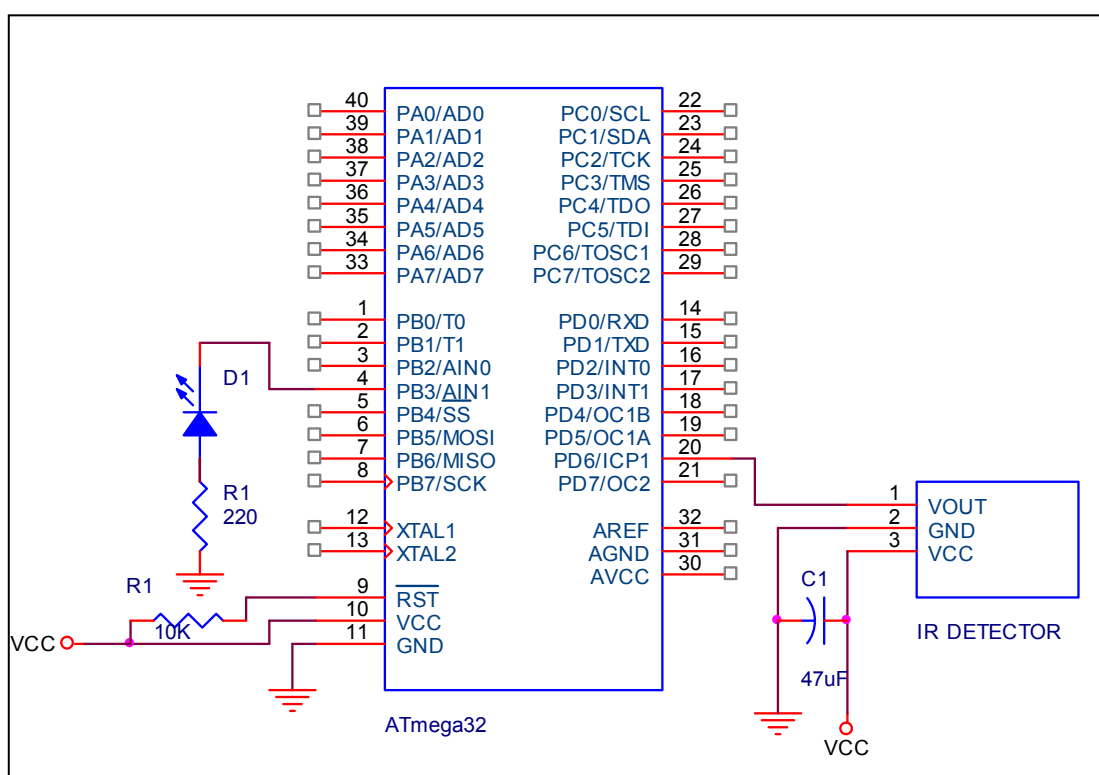 40
PA0/AD0
39
PA1/AD1
38
PA2/AD2
37
PA3/AD3
36
PA4/AD4
35
PA5/AD5
34
PA6/AD6
33
PA7/AD7
PC0/SCL
22
PC1/SDA
23
PC2/TCK
24
PC3/TMS
25
PC4/TDO
26
PC5/TDI
27
PC6/TOSC1
28
PC7/TOSC2
29
1
PB0/T0
2
PB1/T1
3
PB2/AIN0
4
PB3/AIN1
5
PB4/SS
6
PB5/MOSI
7
PB6/MISO
8
PB7/SCK
PD0/RXD
14
PD1/TXD
15
PD2/INT0
16
PD3/INT1
17
PD4/OC1B
18
PD5/OC1A
19
PD6/ICP1
20
PD7/OC2
21
D1
R1
220
12
XTAL1
13
XTAL2
AREF
32
AGND
31
AVCC
30
9
RST
10
VCC
11
GND
R1
10K
VCC
ATmega32
1
VOUT
2
GND
3
VCC
IR DETECTOR
C1
47uF
VCC